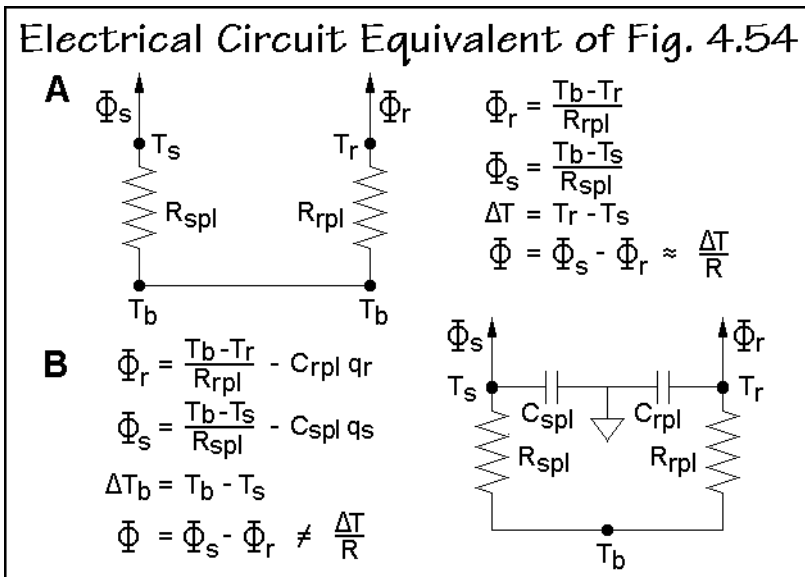 Electrical Circuit Equivalent of Fig. 4.54
A
Φs
Φr
Ts
Tr
Rspl
Rrpl
Tb
Tb
Φr = Tb-Tr / Rrpl
Φs = Tb-Ts / Rspl
ΔT = Tr - Ts
Φ = Φs - Φr ≈ ΔT / R
B
Φr = Tb-Tr / Rrpl - Crpl qr
Φs = Tb-Ts / Rspl - Cspl qs
ΔTb = Tb - Ts
Φ = Φs - Φr ≠ ΔT / R
Φs
Φr
Ts
Tr
Cspl
Crpl
Rspl
Rrpl
Tb